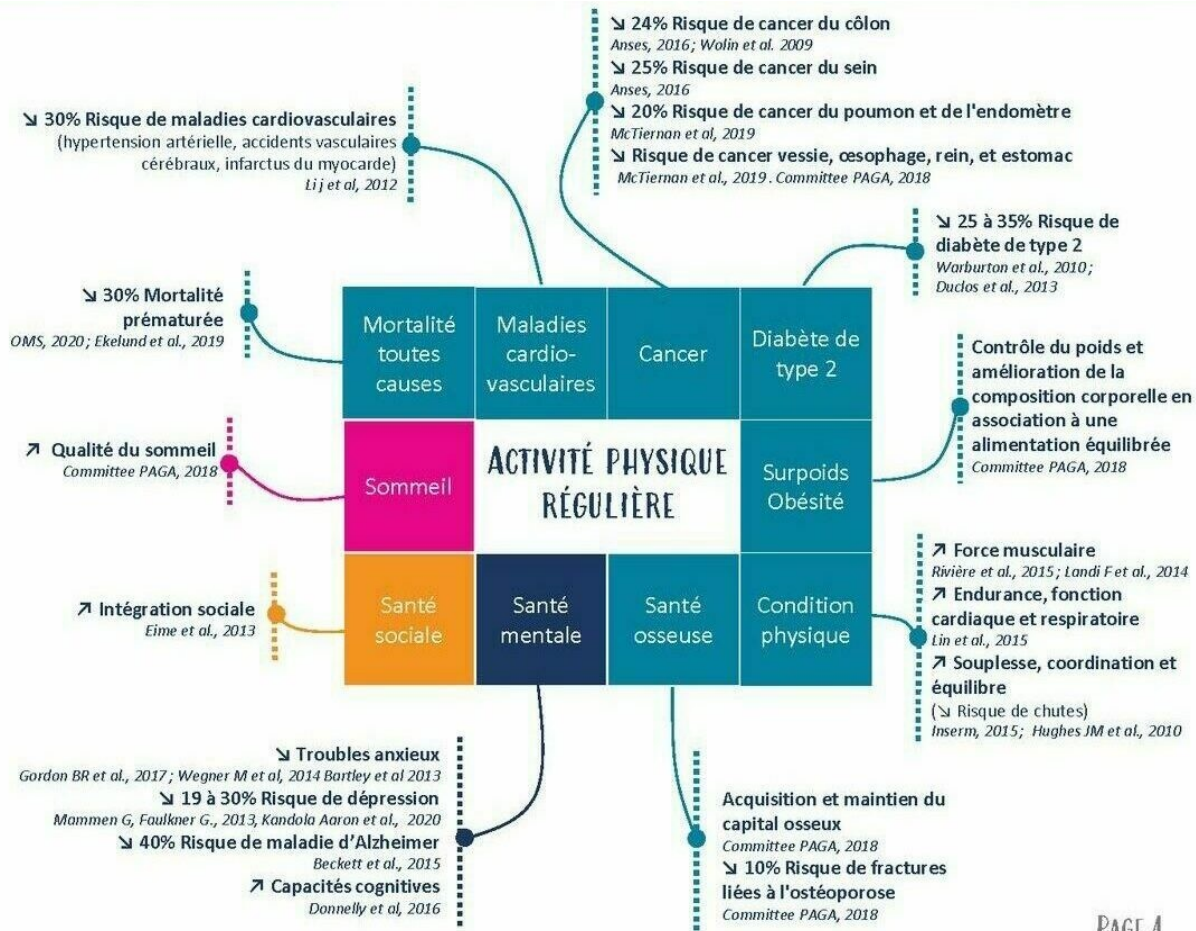 ↘ 24% Risque de cancer du côlon
Anses, 2016; Wolin et al. 2009
↘ 25% Risque de cancer du sein
Anses, 2016
↘ 20% Risque de cancer du poumon et de l'endomètre
McTiernan et al, 2019
↘ Risque de cancer vessie, œsophage, rein, et estomac
McTiernan et al., 2019. Committee PAGA, 2018
↘ 30% Risque de maladies cardiovasculaires
(hypertension artérielle, accidents vasculaires
cérébraux, infarctus du myocarde)
Li j et al, 2012
↘ 25 à 35% Risque de
diabète de type 2
Warburton et al., 2010;
Duclos et al., 2013
↘ 30% Mortalité
prématurée
OMS, 2020; Ekelund et al., 2019
Mortalité
toutes
causes
Maladies
cardio-
vasculaires
Cancer
Diabète de
type 2
Contrôle du poids et
amélioration de la
composition corporelle en
association à une
alimentation équilibrée
Committee PAGA, 2018
↗ Qualité du sommeil
Committee PAGA, 2018
Sommeil
ACTIVITÉ PHYSIQUE
RÉGULIÈRE
Surpoids
Obésité
↗ Intégration sociale
Eime et al., 2013
Santé
sociale
Santé
mentale
Santé
osseuse
Condition
physique
↗ Force musculaire
Rivière et al., 2015; Landi F et al., 2014
↗ Endurance, fonction
cardiaque et respiratoire
Lin et al., 2015
↗ Souplesse, coordination et
équilibre
(↘ Risque de chutes)
Inserm, 2015; Hughes JM et al., 2010
↘ Troubles anxieux
Gordon BR et al., 2017; Wegner M et al, 2014 Bartley et al 2013
↘ 19 à 30% Risque de dépression
Mammen G, Faulkner G., 2013, Kandola Aaron et al., 2020
↘ 40% Risque de maladie d'Alzheimer
Beckett et al., 2015
↗ Capacités cognitives
Donnelly et al, 2016
Acquisition et maintien du
capital osseux
Committee PAGA, 2018
↘ 10% Risque de fractures
liées à l'ostéoporose
Committee PAGA, 2018
PAGE 4